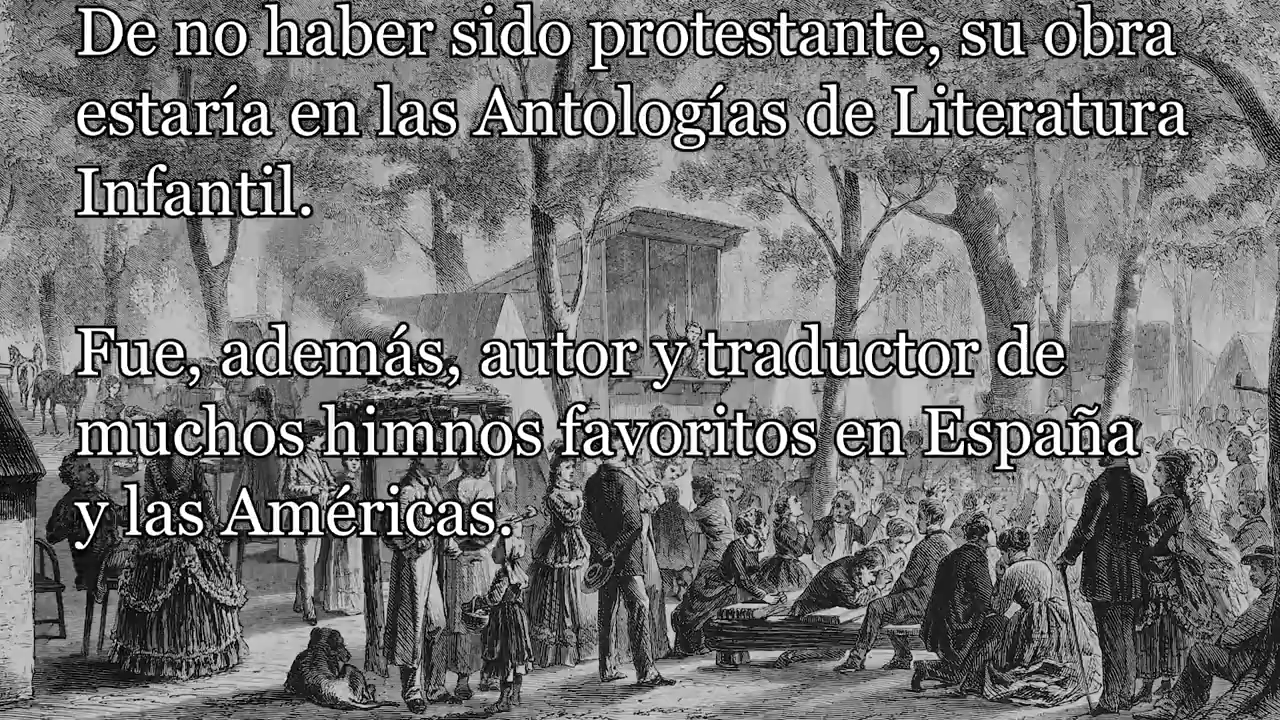 De no haber sido protestante, su obra
estaría en las Antologías de Literatura
Infantil.
Fue, además, autor y traductor de
muchos himnos favoritos en España
y las Américas.